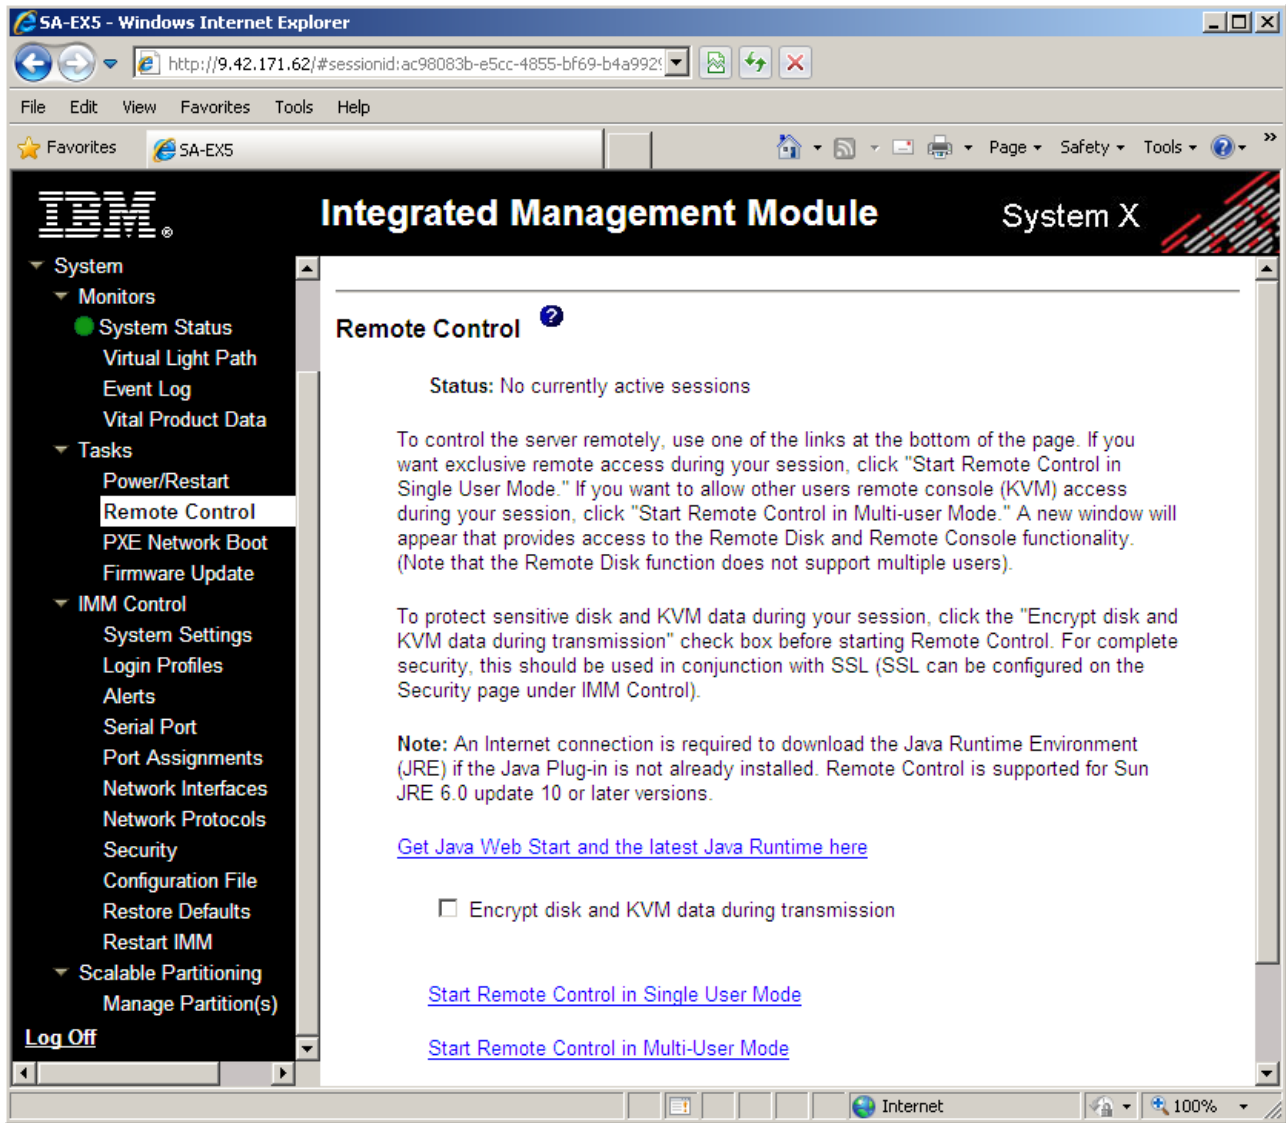 SA-EX5 - Windows Internet Explorer
http://9.42.171.62/#sessionid:ac98083b-e5cc-4855-bf69-b4a992
File Edit View Favorites Tools Help
Favorites SA-EX5 Page Safety Tools
IBM® Integrated Management Module System X
System
Monitors
System Status
Virtual Light Path
Event Log
Vital Product Data
Tasks
Power/Restart
Remote Control
PXE Network Boot
Firmware Update
IMM Control
System Settings
Login Profiles
Alerts
Serial Port
Port Assignments
Network Interfaces
Network Protocols
Security
Configuration File
Restore Defaults
Restart IMM
Scalable Partitioning
Manage Partition(s)
Log Off
Remote Control ?
Status: No currently active sessions
To control the server remotely, use one of the links at the bottom of the page. If you
want exclusive remote access during your session, click "Start Remote Control in
Single User Mode." If you want to allow other users remote console (KVM) access
during your session, click "Start Remote Control in Multi-user Mode." A new window will
appear that provides access to the Remote Disk and Remote Console functionality.
(Note that the Remote Disk function does not support multiple users).
To protect sensitive disk and KVM data during your session, click the "Encrypt disk and
KVM data during transmission" check box before starting Remote Control. For complete
security, this should be used in conjunction with SSL (SSL can be configured on the
Security page under IMM Control).
Note: An Internet connection is required to download the Java Runtime Environment
(JRE) if the Java Plug-in is not already installed. Remote Control is supported for Sun
JRE 6.0 update 10 or later versions.
Get Java Web Start and the latest Java Runtime here
Encrypt disk and KVM data during transmission
Start Remote Control in Single User Mode
Start Remote Control in Multi-User Mode
Internet 100%